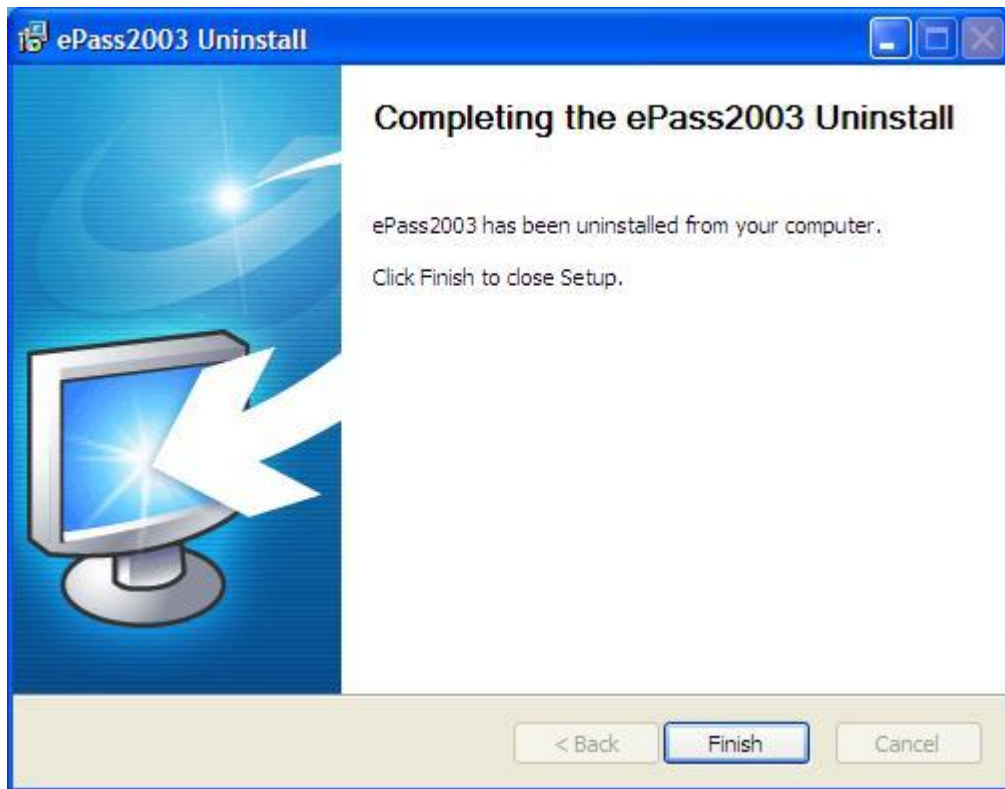 ePass2003 Uninstall
Completing the ePass2003 Uninstall
ePass2003 has been uninstalled from your computer.
Click Finish to close Setup.
< Back
Finish
Cancel